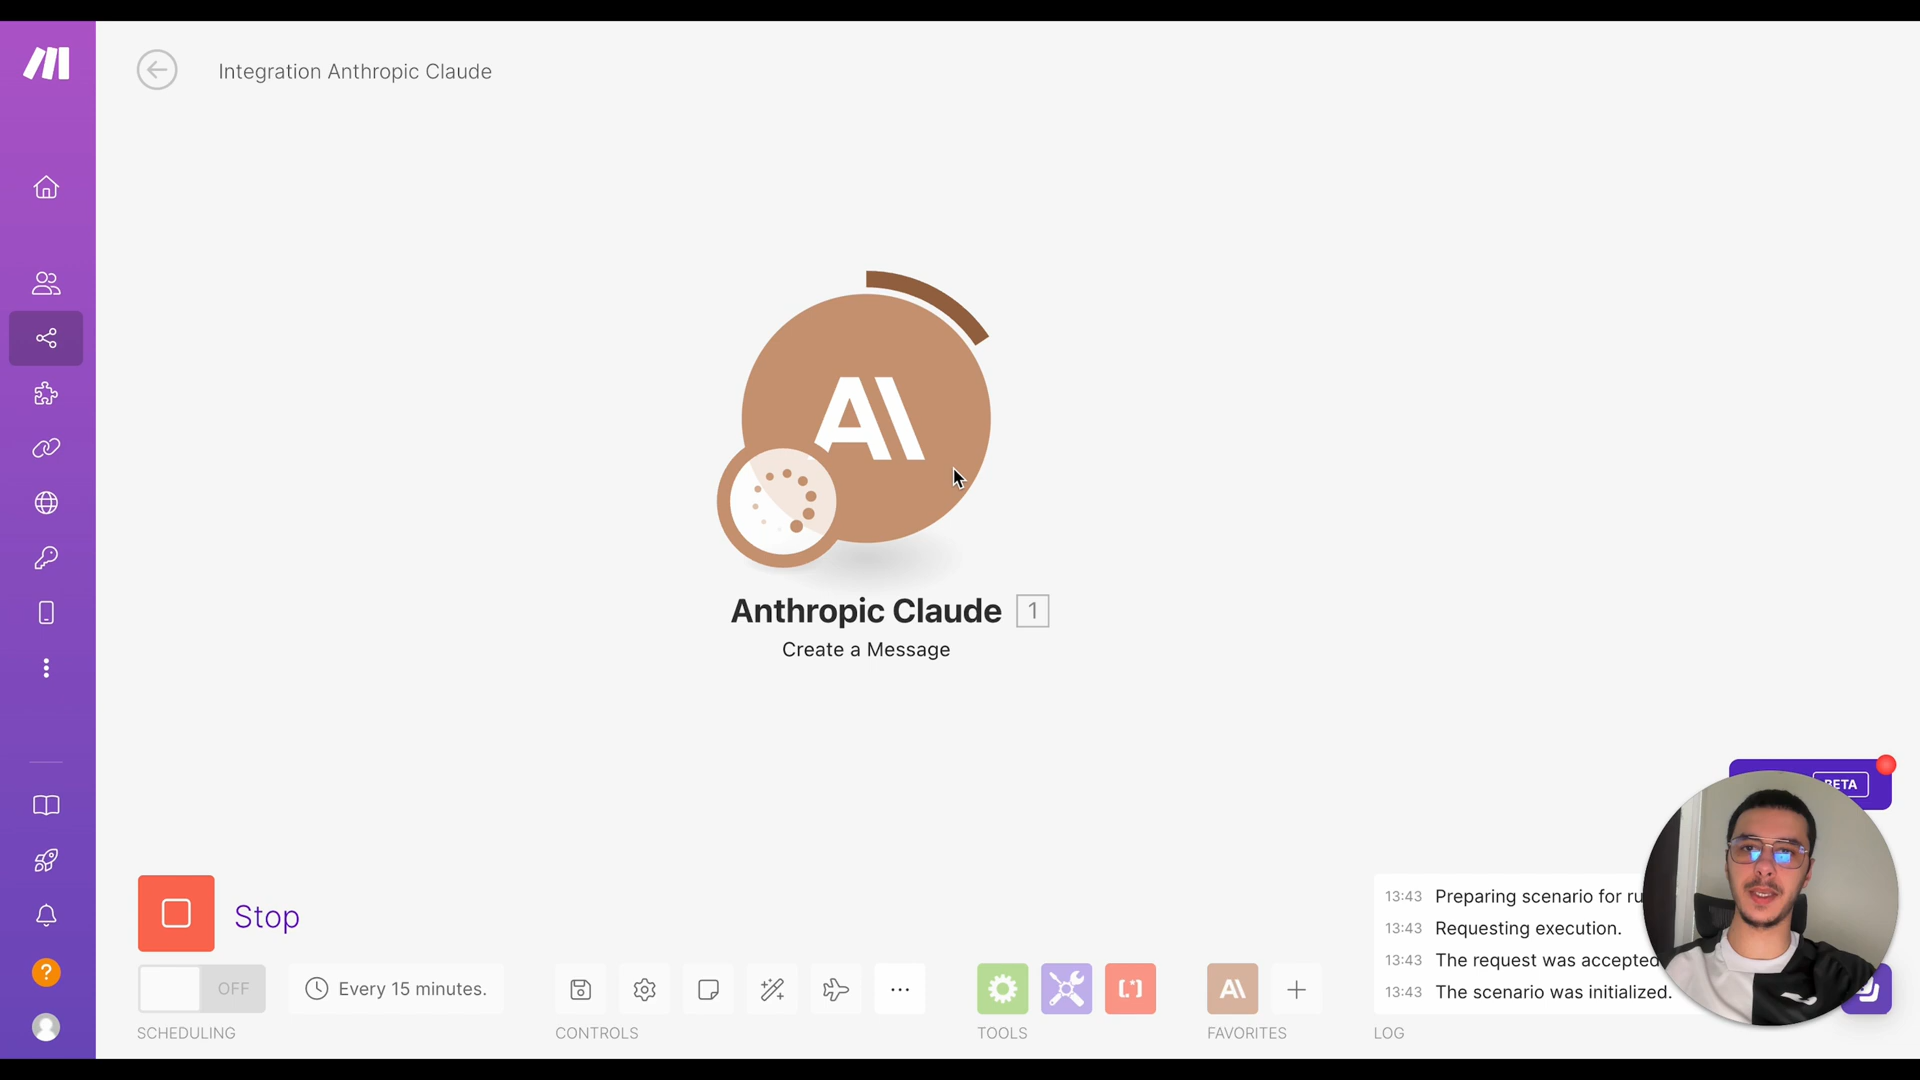 Integration Anthropic Claude
Anthropic Claude 1
Create a Message
BETA
Stop
OFF
Every 15 minutes.
SCHEDULING
CONTROLS
TOOLS
FAVORITES
13:43 Preparing scenario for
13:43 Requesting execution.
13:43 The request was accepted
13:43 The scenario was initialized.
LOG